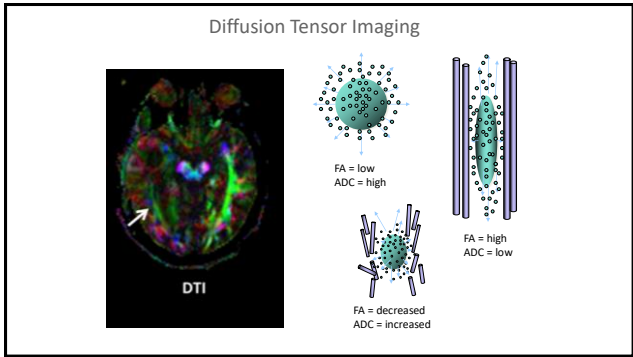 Diffusion Tensor Imaging
DTI
FA = low
ADC = high
FA = high
ADC = low
FA = decreased
ADC = increased